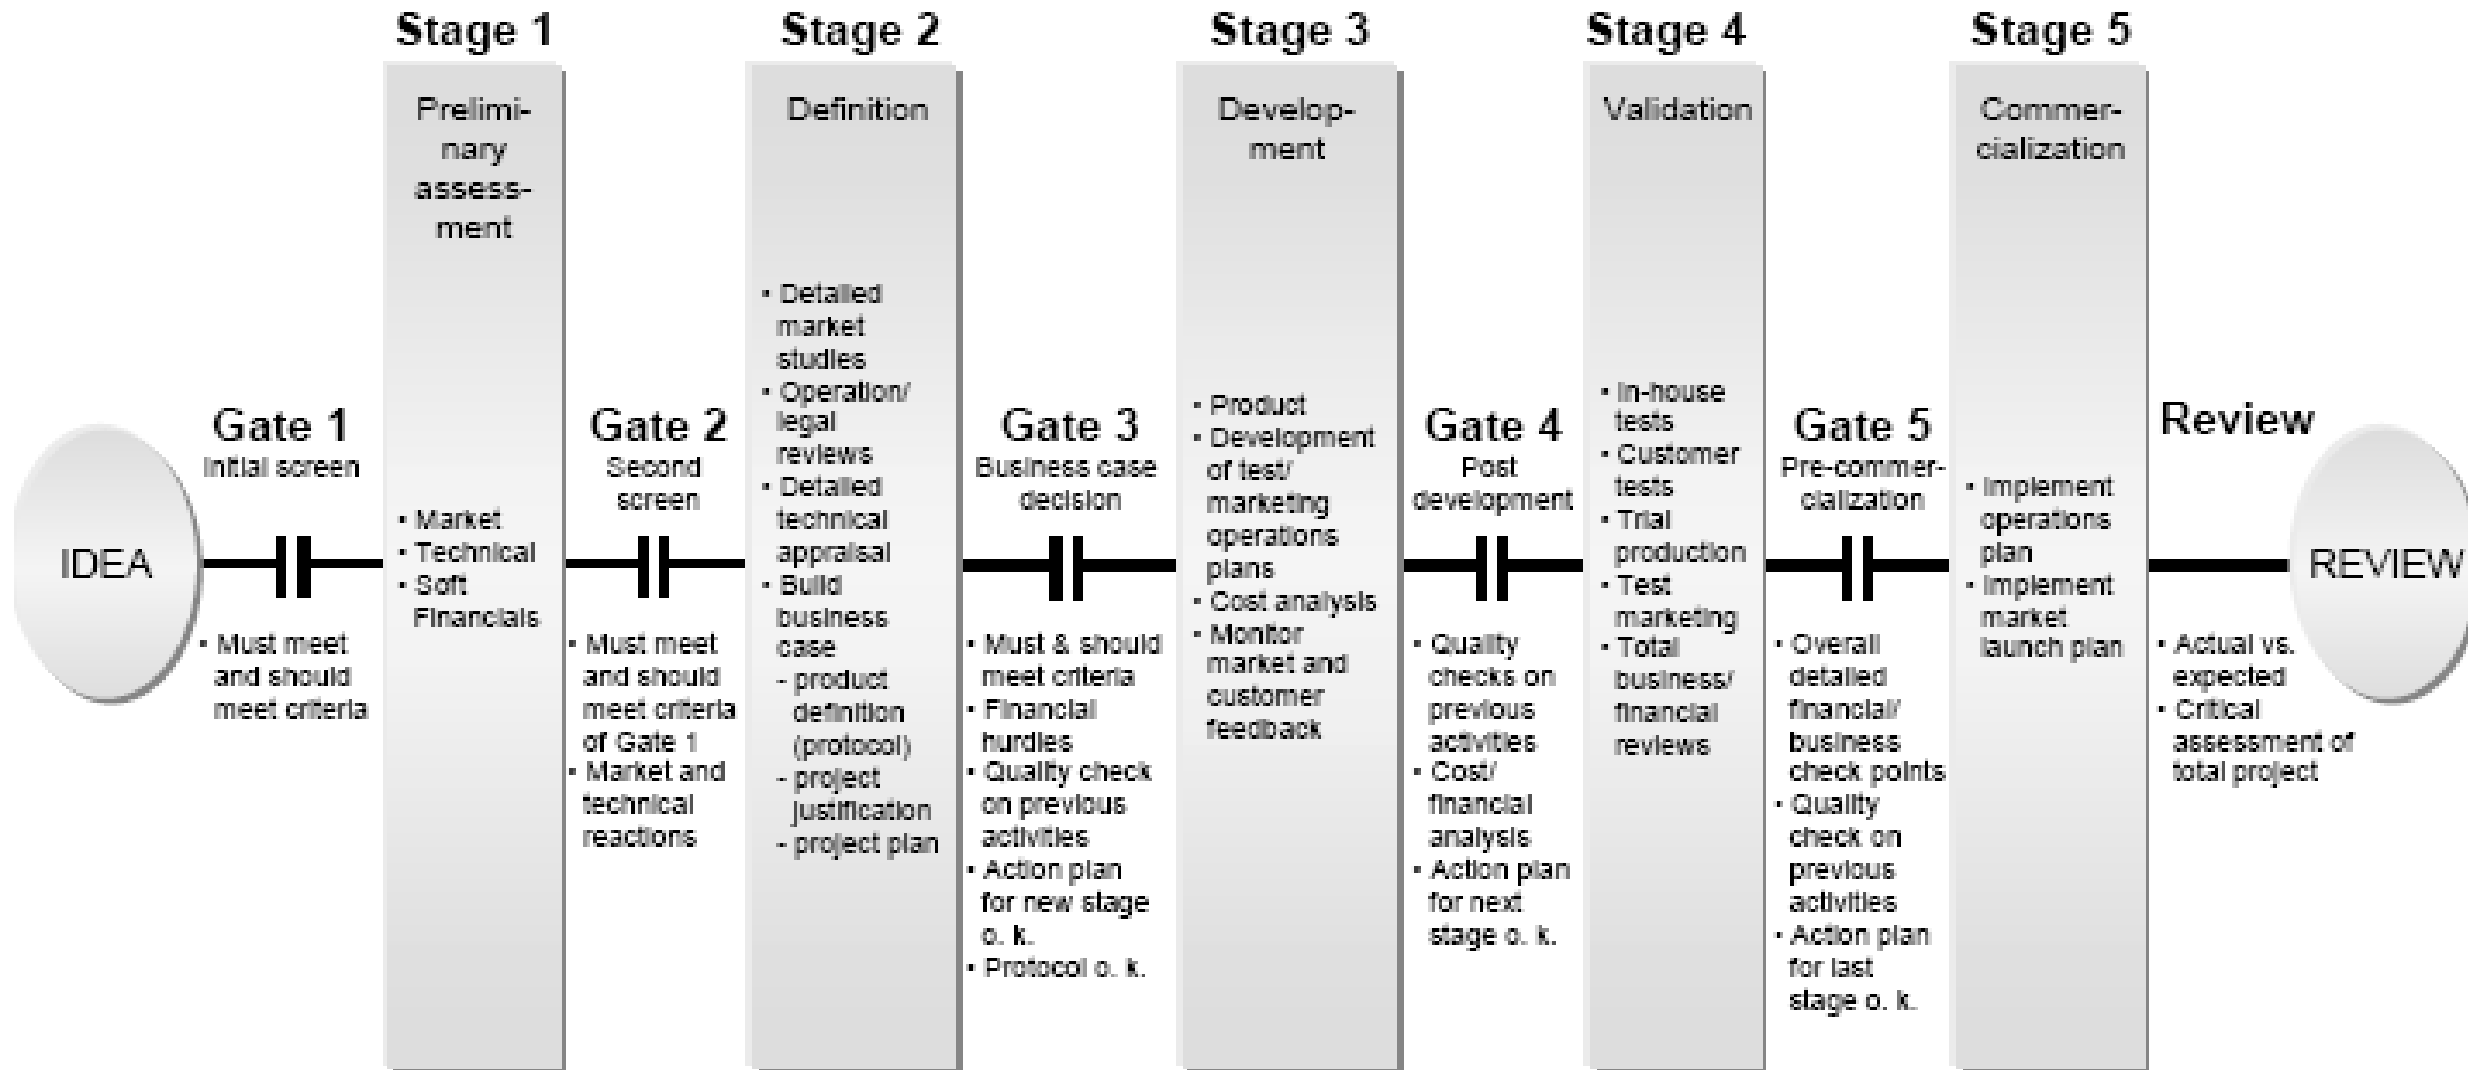 Stage 1
Stage 2
Stage 3
Stage 4
Stage 5
IDEA
Gate 1
Initial screen
• Must meet
and should
meet criteria
Prelimi-
nary
assess-
ment
• Market
• Technical
• Soft
Financials
Gate 2
Second
screen
• Must meet
and should
meet criteria
of Gate 1
• Market and
technical
reactions
Definition
• Detailed
market
studies
• Operation/
legal
reviews
• Detailed
technical
appraisal
• Build
business
case
- product
definition
(protocol)
- project
justification
- project plan
Gate 3
Business case
decision
• Must & should
meet criteria
• Financial
hurdles
• Quality check
on previous
activities
• Action plan
for new stage
o. k.
• Protocol o. k.
Develop-
ment
• Product
• Development
of test/
marketing
operations
plans
• Cost analysis
• Monitor
market and
customer
feedback
Gate 4
Post
development
• Quality
checks on
previous
activities
• Cost/
financial
analysis
• Action plan
for next
stage o. k.
Validation
• In-house
tests
• Customer
tests
• Trial
production
• Test
marketing
• Total
business/
financial
reviews
Gate 5
Pre-commer-
cialization
• Overall
detailed
financial/
business
check points
• Quality
check on
previous
activities
• Action plan
for last
stage o. k.
Commer-
cialization
• Implement
operations
plan
• Implement
market
launch plan
Review
• Actual vs.
expected
• Critical
assessment of
total project
REVIEW